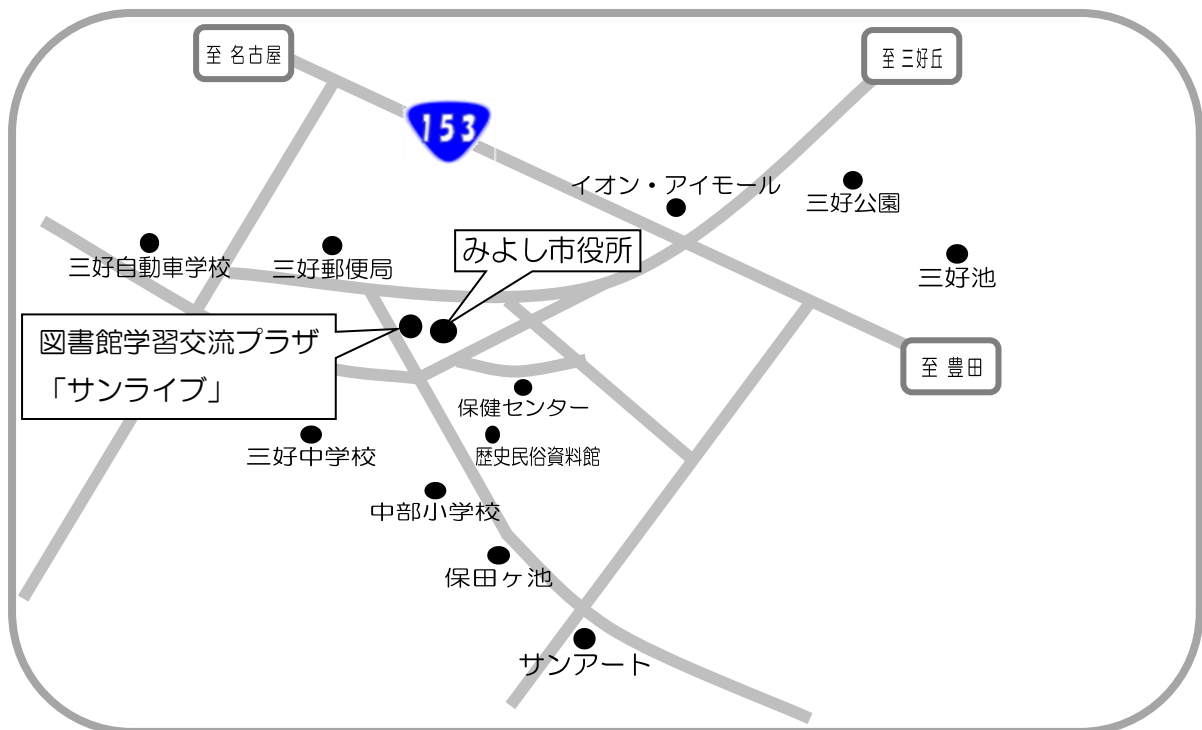 至 名古屋
至 三好丘
153
イオン・アイモール
三好公園
みよし市役所
三好自動車学校
三好郵便局
三好池
図書館学習交流プラザ
「サンライブ」
至 豊田
保健センター
三好中学校
歴史民俗資料館
中部小学校
保田ヶ池
サンアート